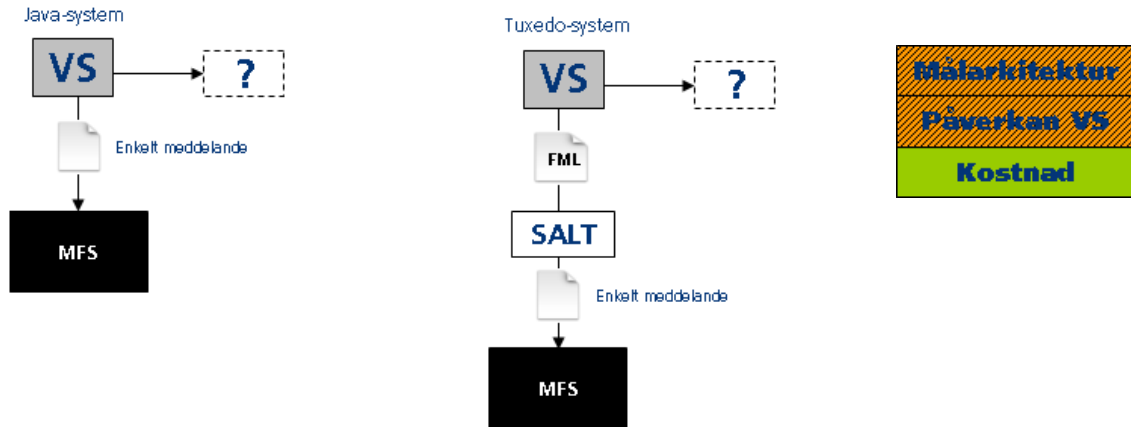 Java-system
VS
?
Enkelt meddelande
MFS
Tuxedo-system
VS
?
FML
SALT
Enkelt meddelande
MFS
Målarkitektur
Påverkan VS
Kostnad